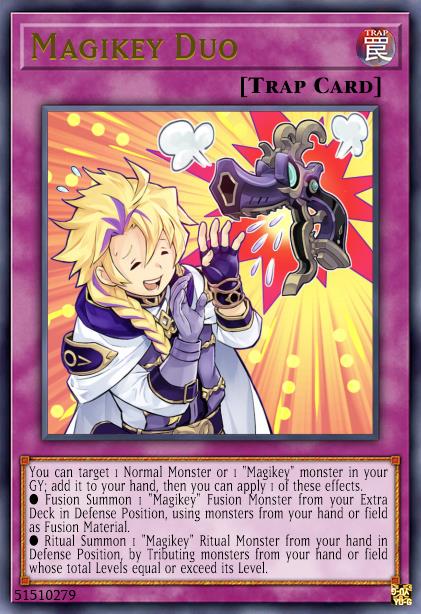 Magikey Duo
TRAP
罠
[Trap Card]
You can target 1 Normal Monster or 1 "Magikey" monster in your
GY; add it to your hand, then you can apply 1 of these effects.
● Fusion Summon 1 "Magikey" Fusion Monster from your Extra
Deck in Defense Position, using monsters from your hand or field
as Fusion Material.
● Ritual Summon 1 "Magikey" Ritual Monster from your hand in
Defense Position, by Tributing monsters from your hand or field
whose total Levels equal or exceed its Level.
51510279